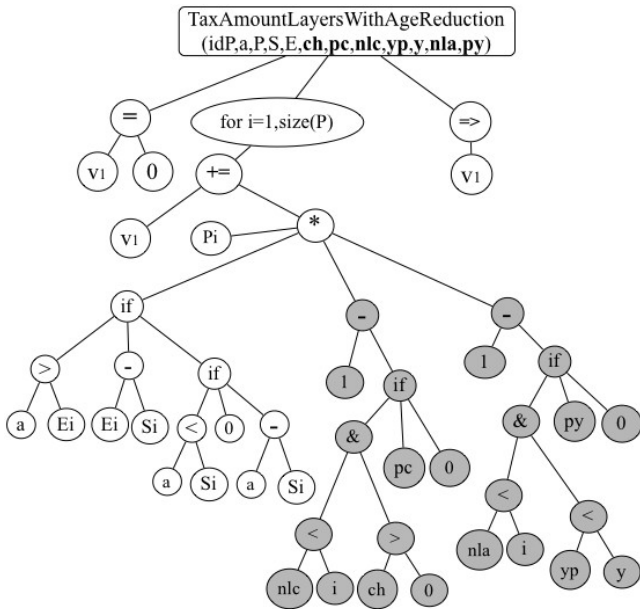 TaxAmountLayersWithAgeReduction
(idP,a,P,S,E,ch,pc,nlc,yp,y,nla,py)
=
for i=1,size(P)
=>
v1
0
+=
v1
v1
Pi
*
if
-
-
>
-
if
1
if
1
if
a
Ei
Ei
Si
<
0
-
&
pc
0
&
py
0
a
Si
a
Si
<
>
<
<
nlc
i
ch
0
nla
i
yp
y